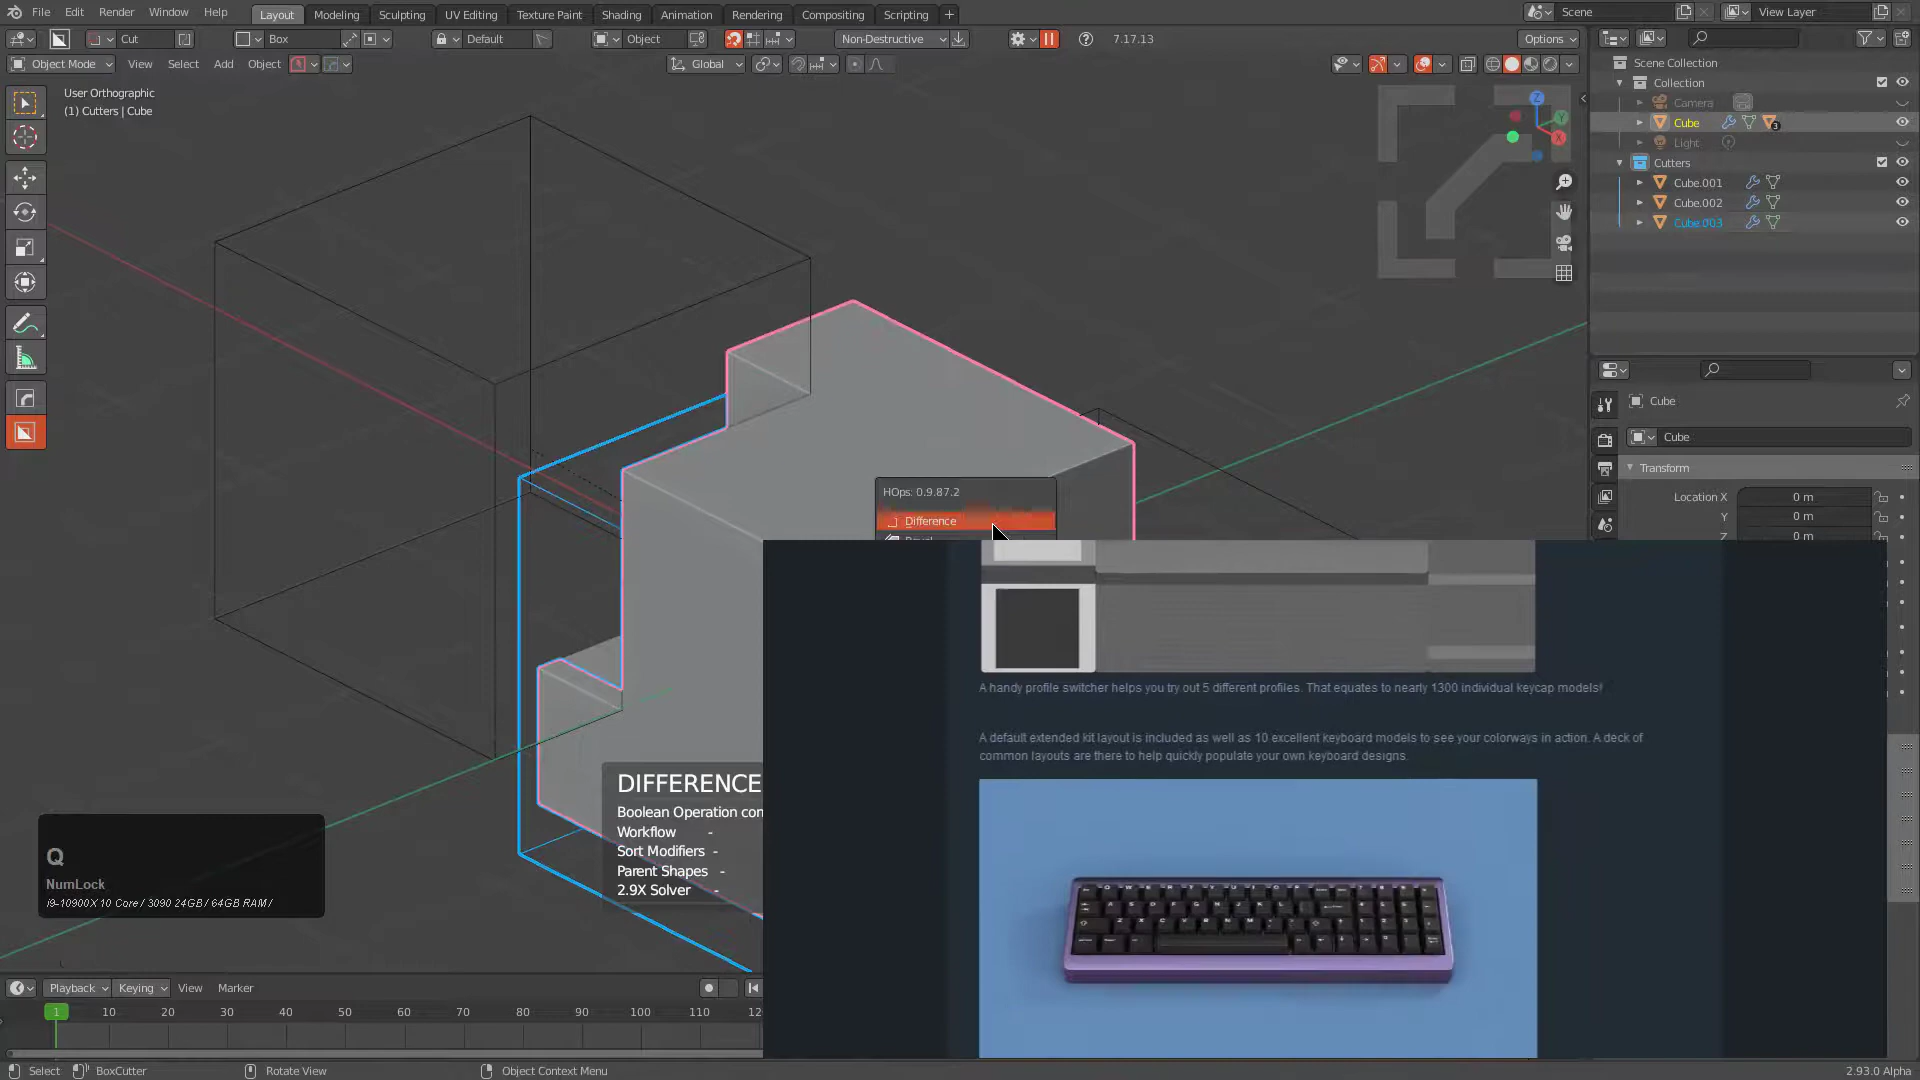 File Edit Render Window Help Layout Modeling Sculpting UV Editing Texture Paint Shading Animation Rendering Compositing Scripting + Scene View Layer
Cut Box Default Object Non-Destructive 7.17.13 Options
Object Mode View Select Add Object Global
User Orthographic
(1) Cutters | Cube
Scene Collection
Collection
Camera
Cube
3
Light
Cutters
Cube.001
Cube.002
Cube.003
Z
Y
X
Cube
Cube
Transform
Location X 0 m
Y 0 m
Z 0 m
HOps: 0.9.87.2
Difference
A handy profile switcher helps you try out 5 different profiles. That equates to nearly 1300 individual keycap models!
A default extended kit layout is included as well as 10 excellent keyboard models to see your colorways in action. A deck of
common layouts are there to help quickly populate your own keyboard designs.
DIFFERENCE
Boolean Operation con
Workflow -
Sort Modifiers -
Parent Shapes -
2.9X Solver -
Q
NumLock
i9-10900X 10 Core / 3090 24GB / 64GB RAM /
Playback Keying View Marker
1 10 20 30 40 50 60 70 80 90 100 110 12
Select BoxCutter Rotate View Object Context Menu 2.93.0 Alpha